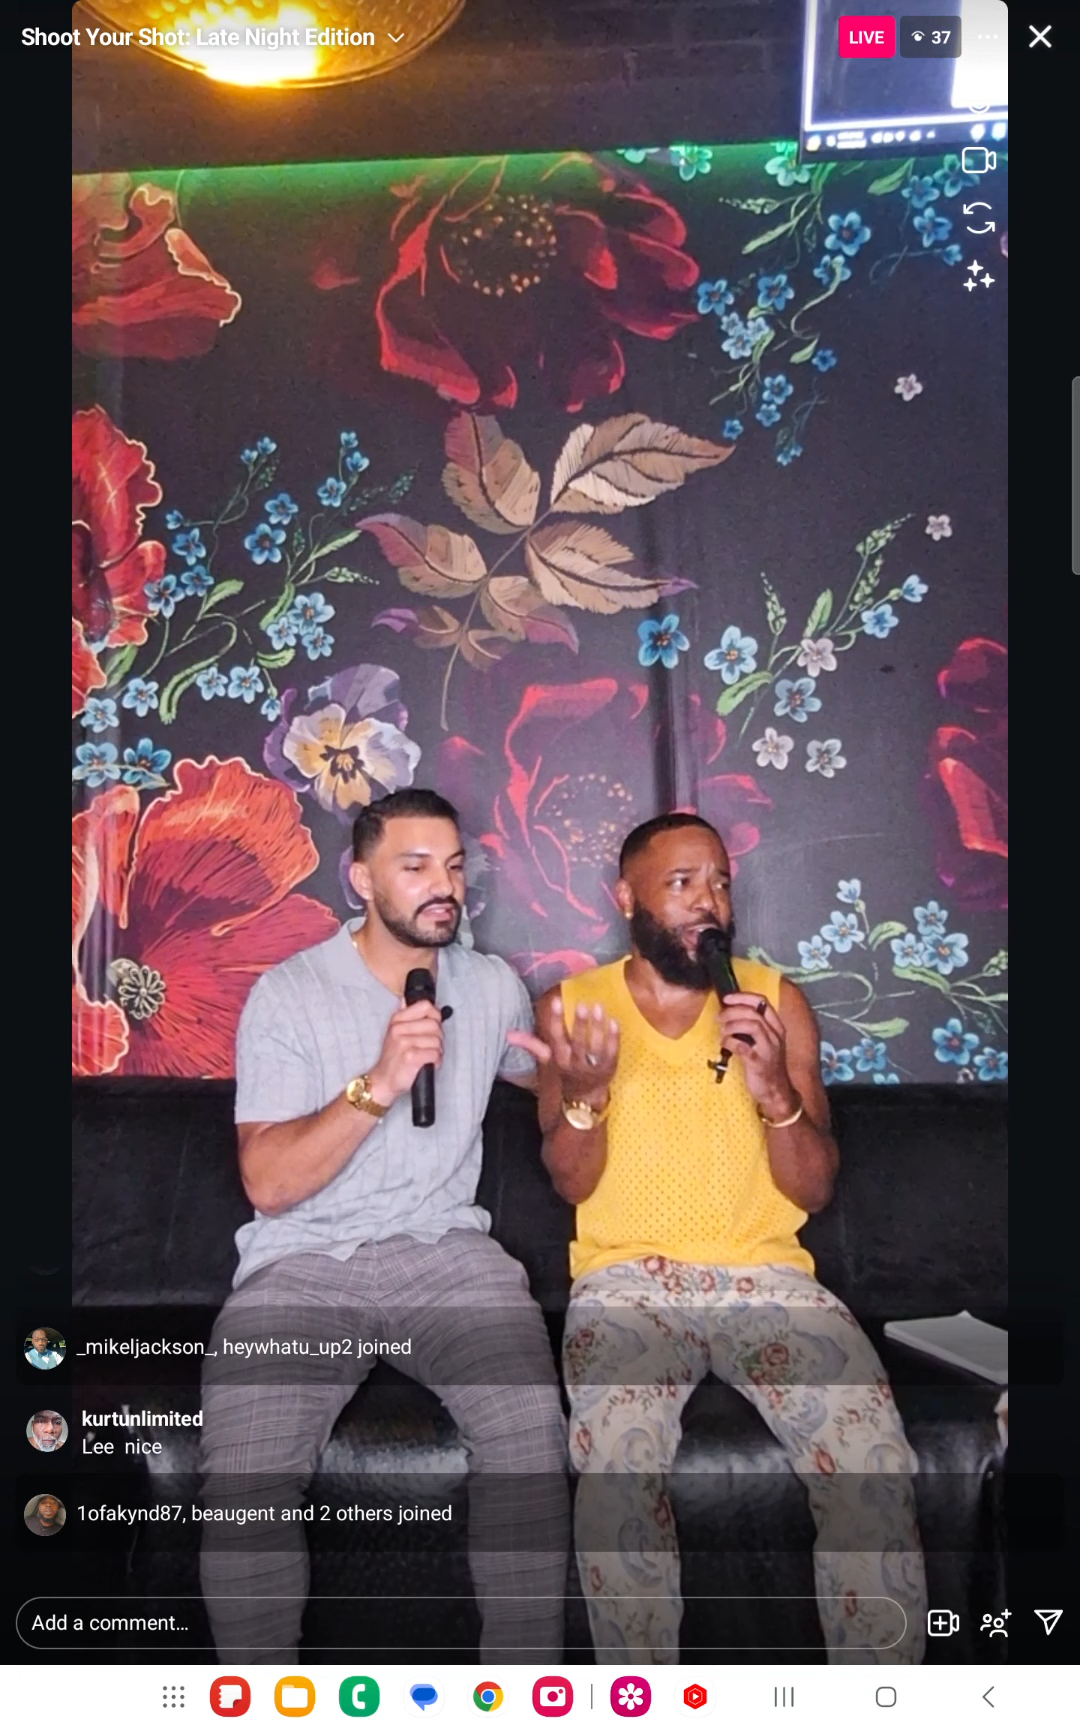 Shoot Your Shot: Late Night Edition
LIVE
37
_mikeljackson_, heywhatu_up2 joined
kurtunlimited
Lee nice
1ofakynd87, beaugent and 2 others joined
Add a comment...